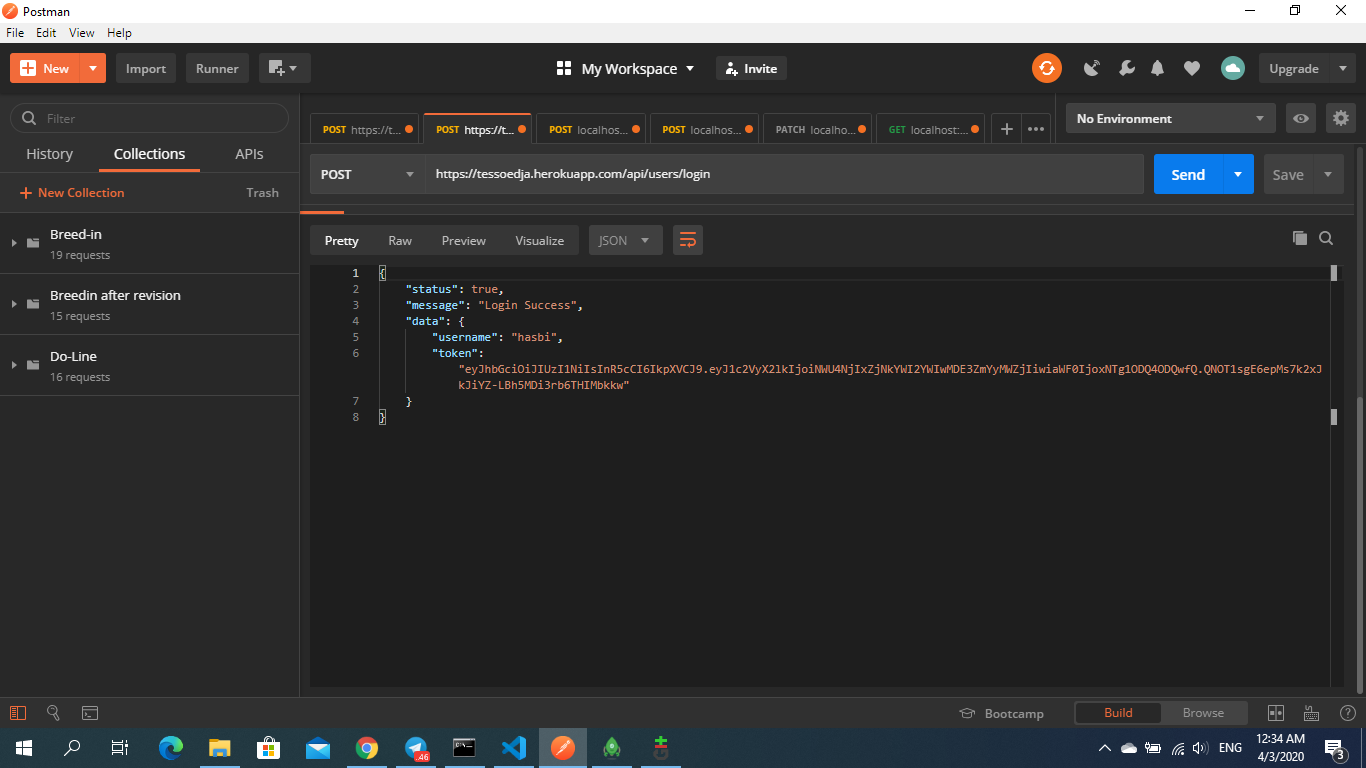 Postman
File Edit View Help
New Import Runner My Workspace Invite Upgrade
Filter
History Collections APIs
New Collection Trash
Breed-in
19 requests
Breedin after revision
15 requests
Do-Line
16 requests
POST https://t... POST https://t... POST localhos... POST localhos... PATCH localho... GET localhost:... No Environment
POST https://tessoedja.herokuapp.com/api/users/login Send Save
Pretty Raw Preview Visualize JSON
1 {
2 "status": true,
3 "message": "Login Success",
4 "data": {
5 "username": "hasbi",
6 "token":
"eyJhbGciOiJIUzI1NiIsInR5cCI6IkpXVCJ9.eyJ1c2VyX2lkIjoiNWU4NjIxZjNkYWI2YWIwMDE3ZmYyMWZjIiwiaWF0IjoxNTg1ODQ4ODQwfQ.QNOT1sgE6epMs7k2xJ
kJiYZ-LBh5MDi3rb6THIMbkkw"
7 }
8 }
Bootcamp Build Browse
46
ENG
12:34 AM
4/3/2020
3